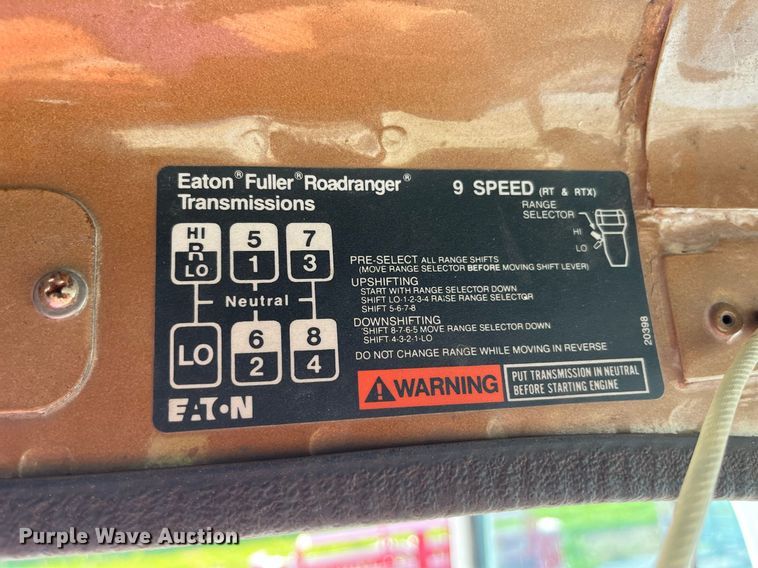 Eaton® Fuller® Roadranger®
Transmissions
9 SPEED (RT & RTX)
RANGE
SELECTOR
HI
LO
HI
R
LO
5
1
7
3
Neutral
LO
6
2
8
4
PRE-SELECT ALL RANGE SHIFTS
(MOVE RANGE SELECTOR BEFORE MOVING SHIFT LEVER)
UPSHIFTING
START WITH RANGE SELECTOR DOWN
SHIFT LO-1-2-3-4 RAISE RANGE SELECTOR
SHIFT 5-6-7-8
DOWNSHIFTING
SHIFT 8-7-6-5 MOVE RANGE SELECTOR DOWN
SHIFT 4-3-2-1-LO
DO NOT CHANGE RANGE WHILE MOVING IN REVERSE
20398
WARNING
PUT TRANSMISSION IN NEUTRAL
BEFORE STARTING ENGINE
EATON
Purple Wave Auction